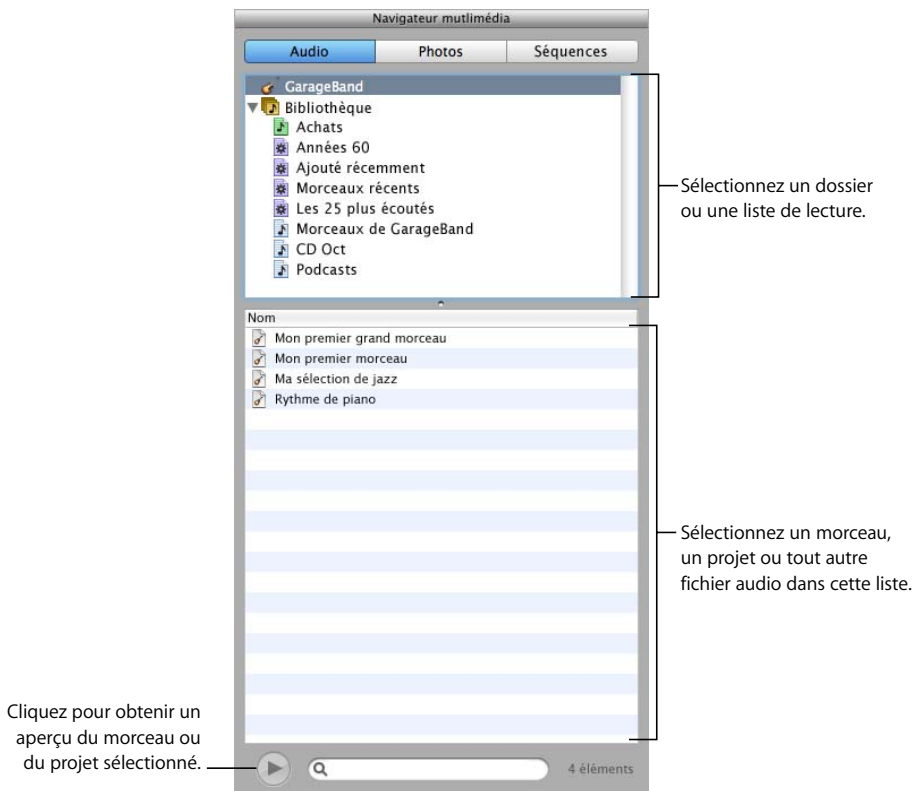 Navigateur mutlimédia
Audio Photos Séquences
GarageBand
Bibliothèque
Achats
Années 60
Ajouté récemment
Morceaux récents
Les 25 plus écoutés
Morceaux de GarageBand
CD Oct
Podcasts
Sélectionnez un dossier
ou une liste de lecture.
Nom
Mon premier grand morceau
Mon premier morceau
Ma sélection de jazz
Rythme de piano
Sélectionnez un morceau,
un projet ou tout autre
fichier audio dans cette liste.
Cliquez pour obtenir un
aperçu du morceau ou
du projet sélectionné.
4 éléments